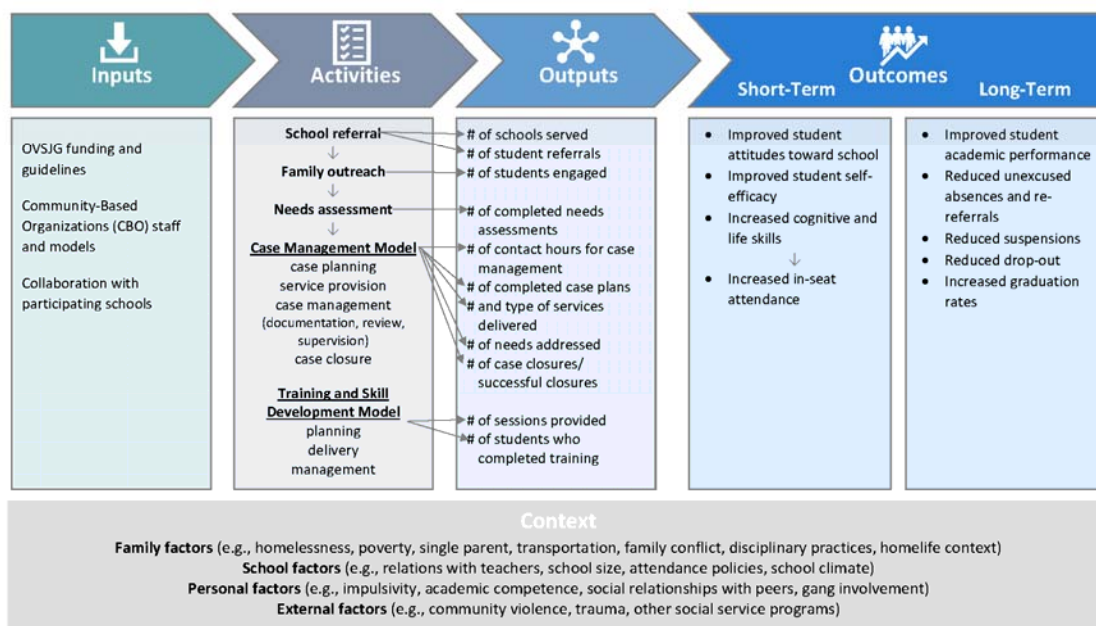 Inputs
Activities
Outputs
Outcomes
Short-Term
Long-Term
OVSJG funding and
guidelines
Community-Based
Organizations (CBO) staff
and models
Collaboration with
participating schools
School referral
Family outreach
Needs assessment
Case Management Model
case planning
service provision
case management
(documentation, review,
supervision)
case closure
Training and Skill
Development Model
planning
delivery
management
# of schools served
# of student referrals
# of students engaged
# of completed needs
assessments
# of contact hours for case
management
# of completed case plans
# and type of services
delivered
# of needs addressed
# of case closures/
successful closures
# of sessions provided
# of students who
completed training
• Improved student
attitudes toward school
• Improved student self-
efficacy
• Increased cognitive and
life skills
• Increased in-seat
attendance
• Improved student
academic performance
• Reduced unexcused
absences and re-
referrals
• Reduced suspensions
• Reduced drop-out
• Increased graduation
rates
Context
Family factors (e.g., homelessness, poverty, single parent, transportation, family conflict, disciplinary practices, homelife context)
School factors (e.g., relations with teachers, school size, attendance policies, school climate)
Personal factors (e.g., impulsivity, academic competence, social relationships with peers, gang involvement)
External factors (e.g., community violence, trauma, other social service programs)